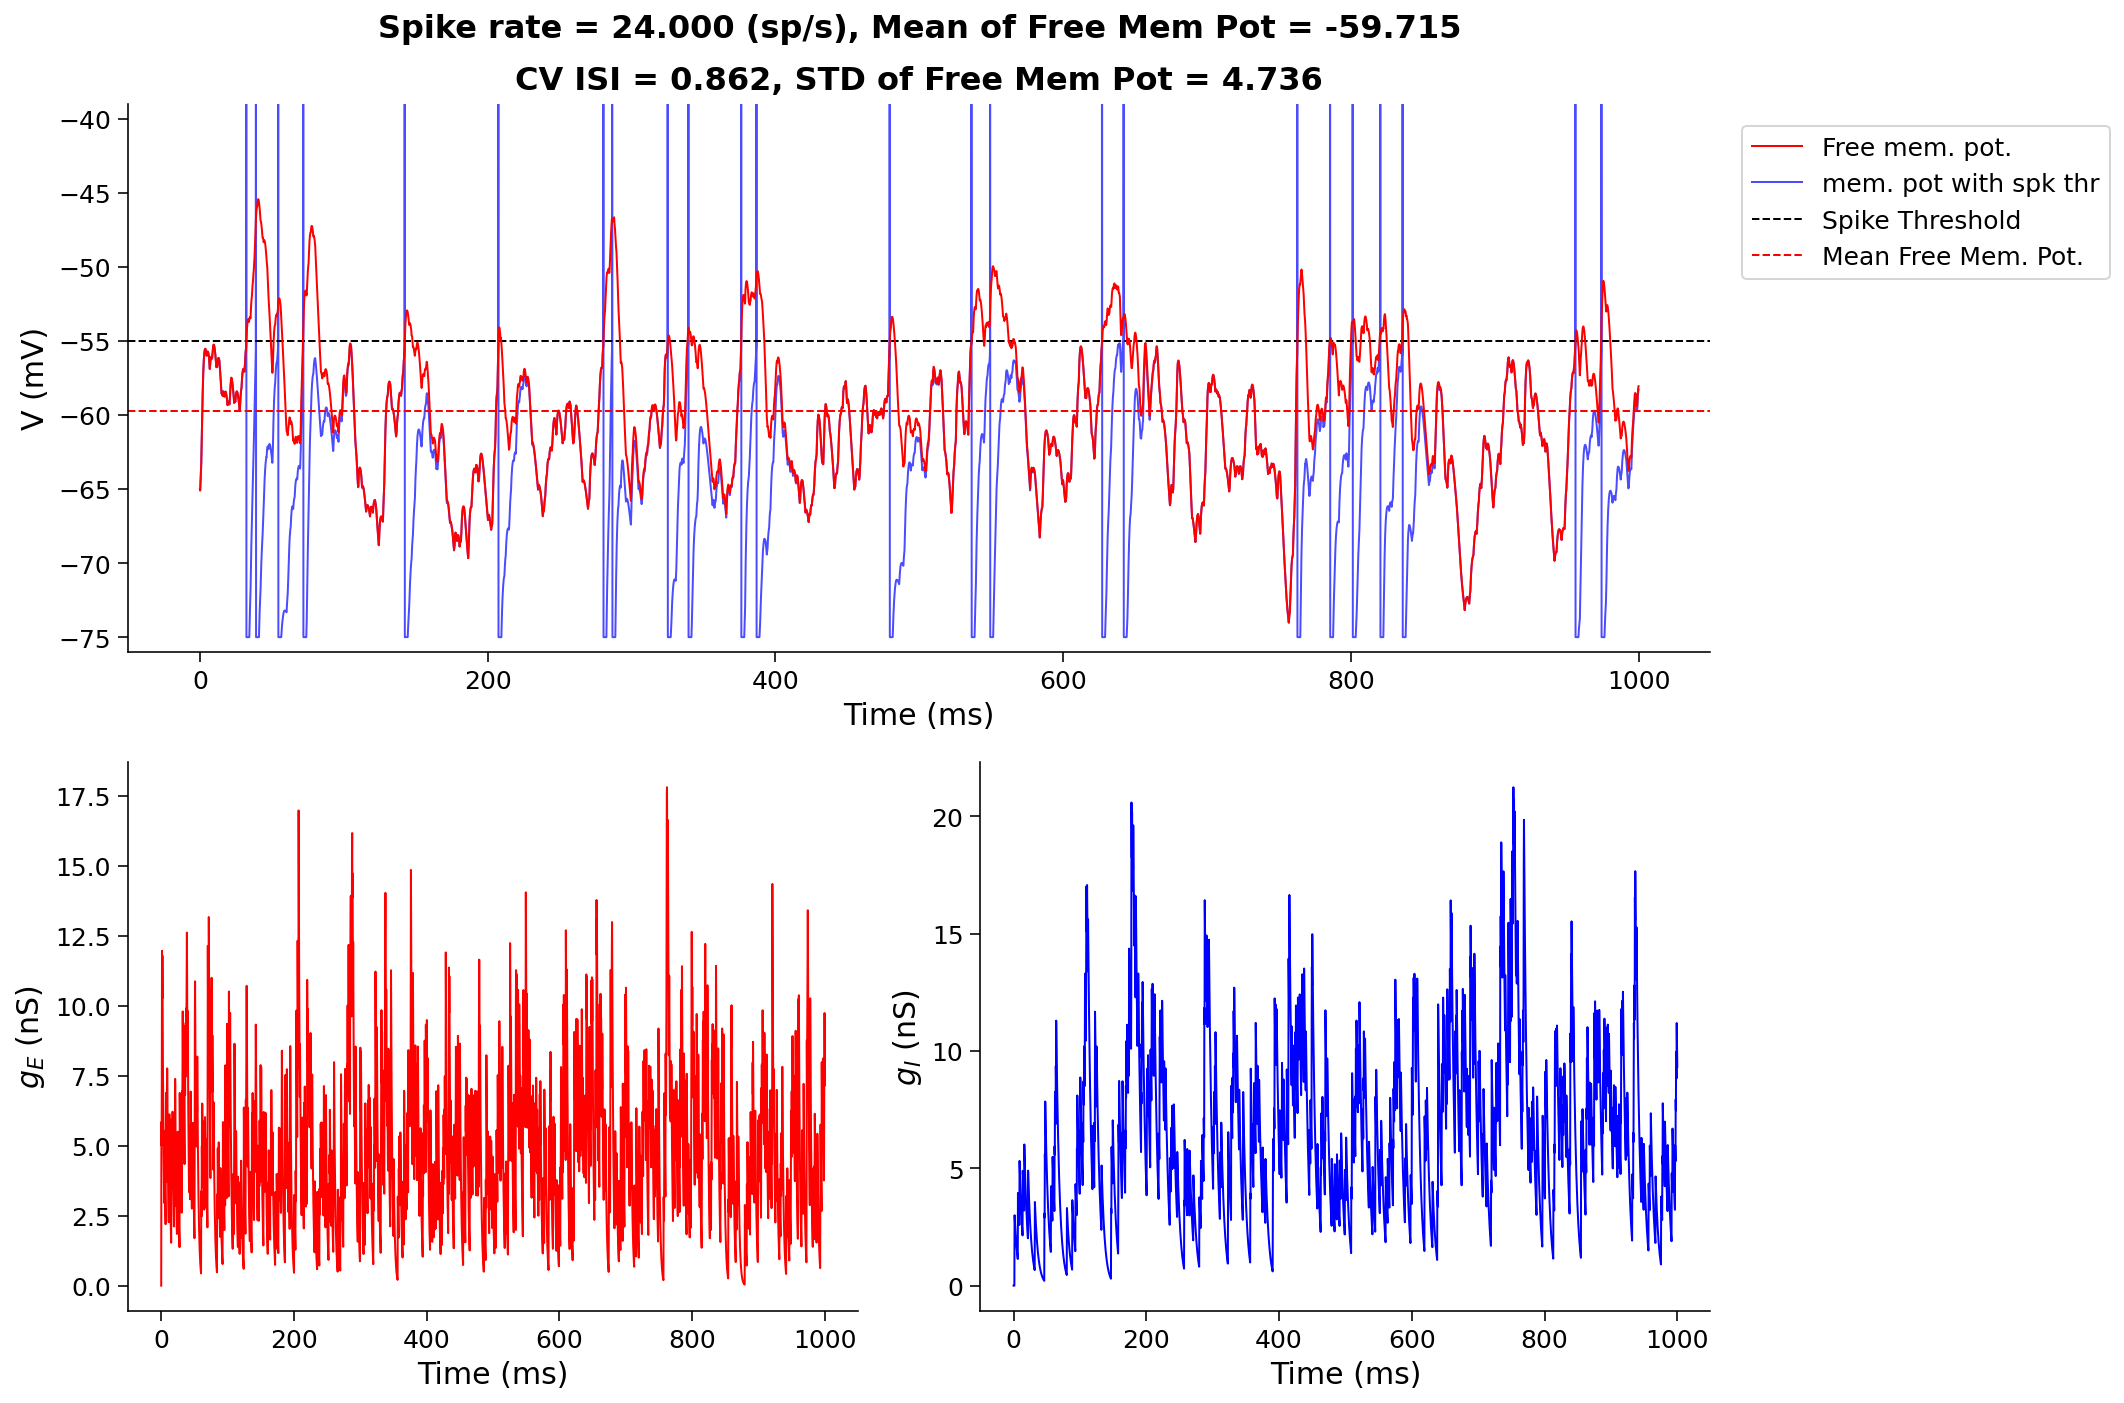 Spike rate = 24.000 (sp/s), Mean of Free Mem Pot = -59.715
CV ISI = 0.862, STD of Free Mem Pot = 4.736
−40
−45
−50
−55
−60
−65
−70
−75
V (mV)
0 200 400 600 800 1000
Time (ms)
Free mem. pot.
mem. pot with spk thr
Spike Threshold
Mean Free Mem. Pot.
17.5
15.0
12.5
10.0
7.5
5.0
2.5
0.0
g_E (nS)
0 200 400 600 800 1000
Time (ms)
20
15
10
5
0
g_I (nS)
0 200 400 600 800 1000
Time (ms)